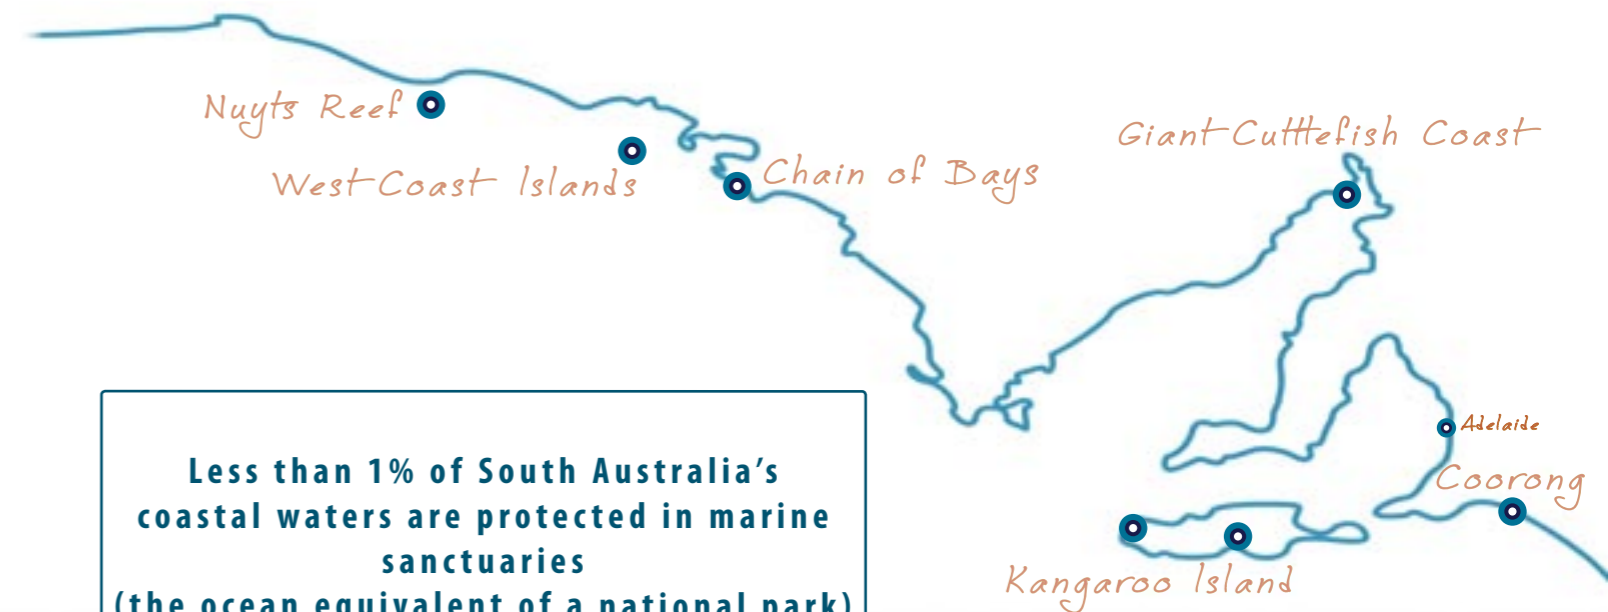 Nuyts Reef
West Coast Islands
Chain of Bays
Giant Cuttlefish Coast
Adelaide
Coorong
Kangaroo Island
Less than 1% of South Australia’s
coastal waters are protected in marine
sanctuaries
(the ocean equivalent of a national park)